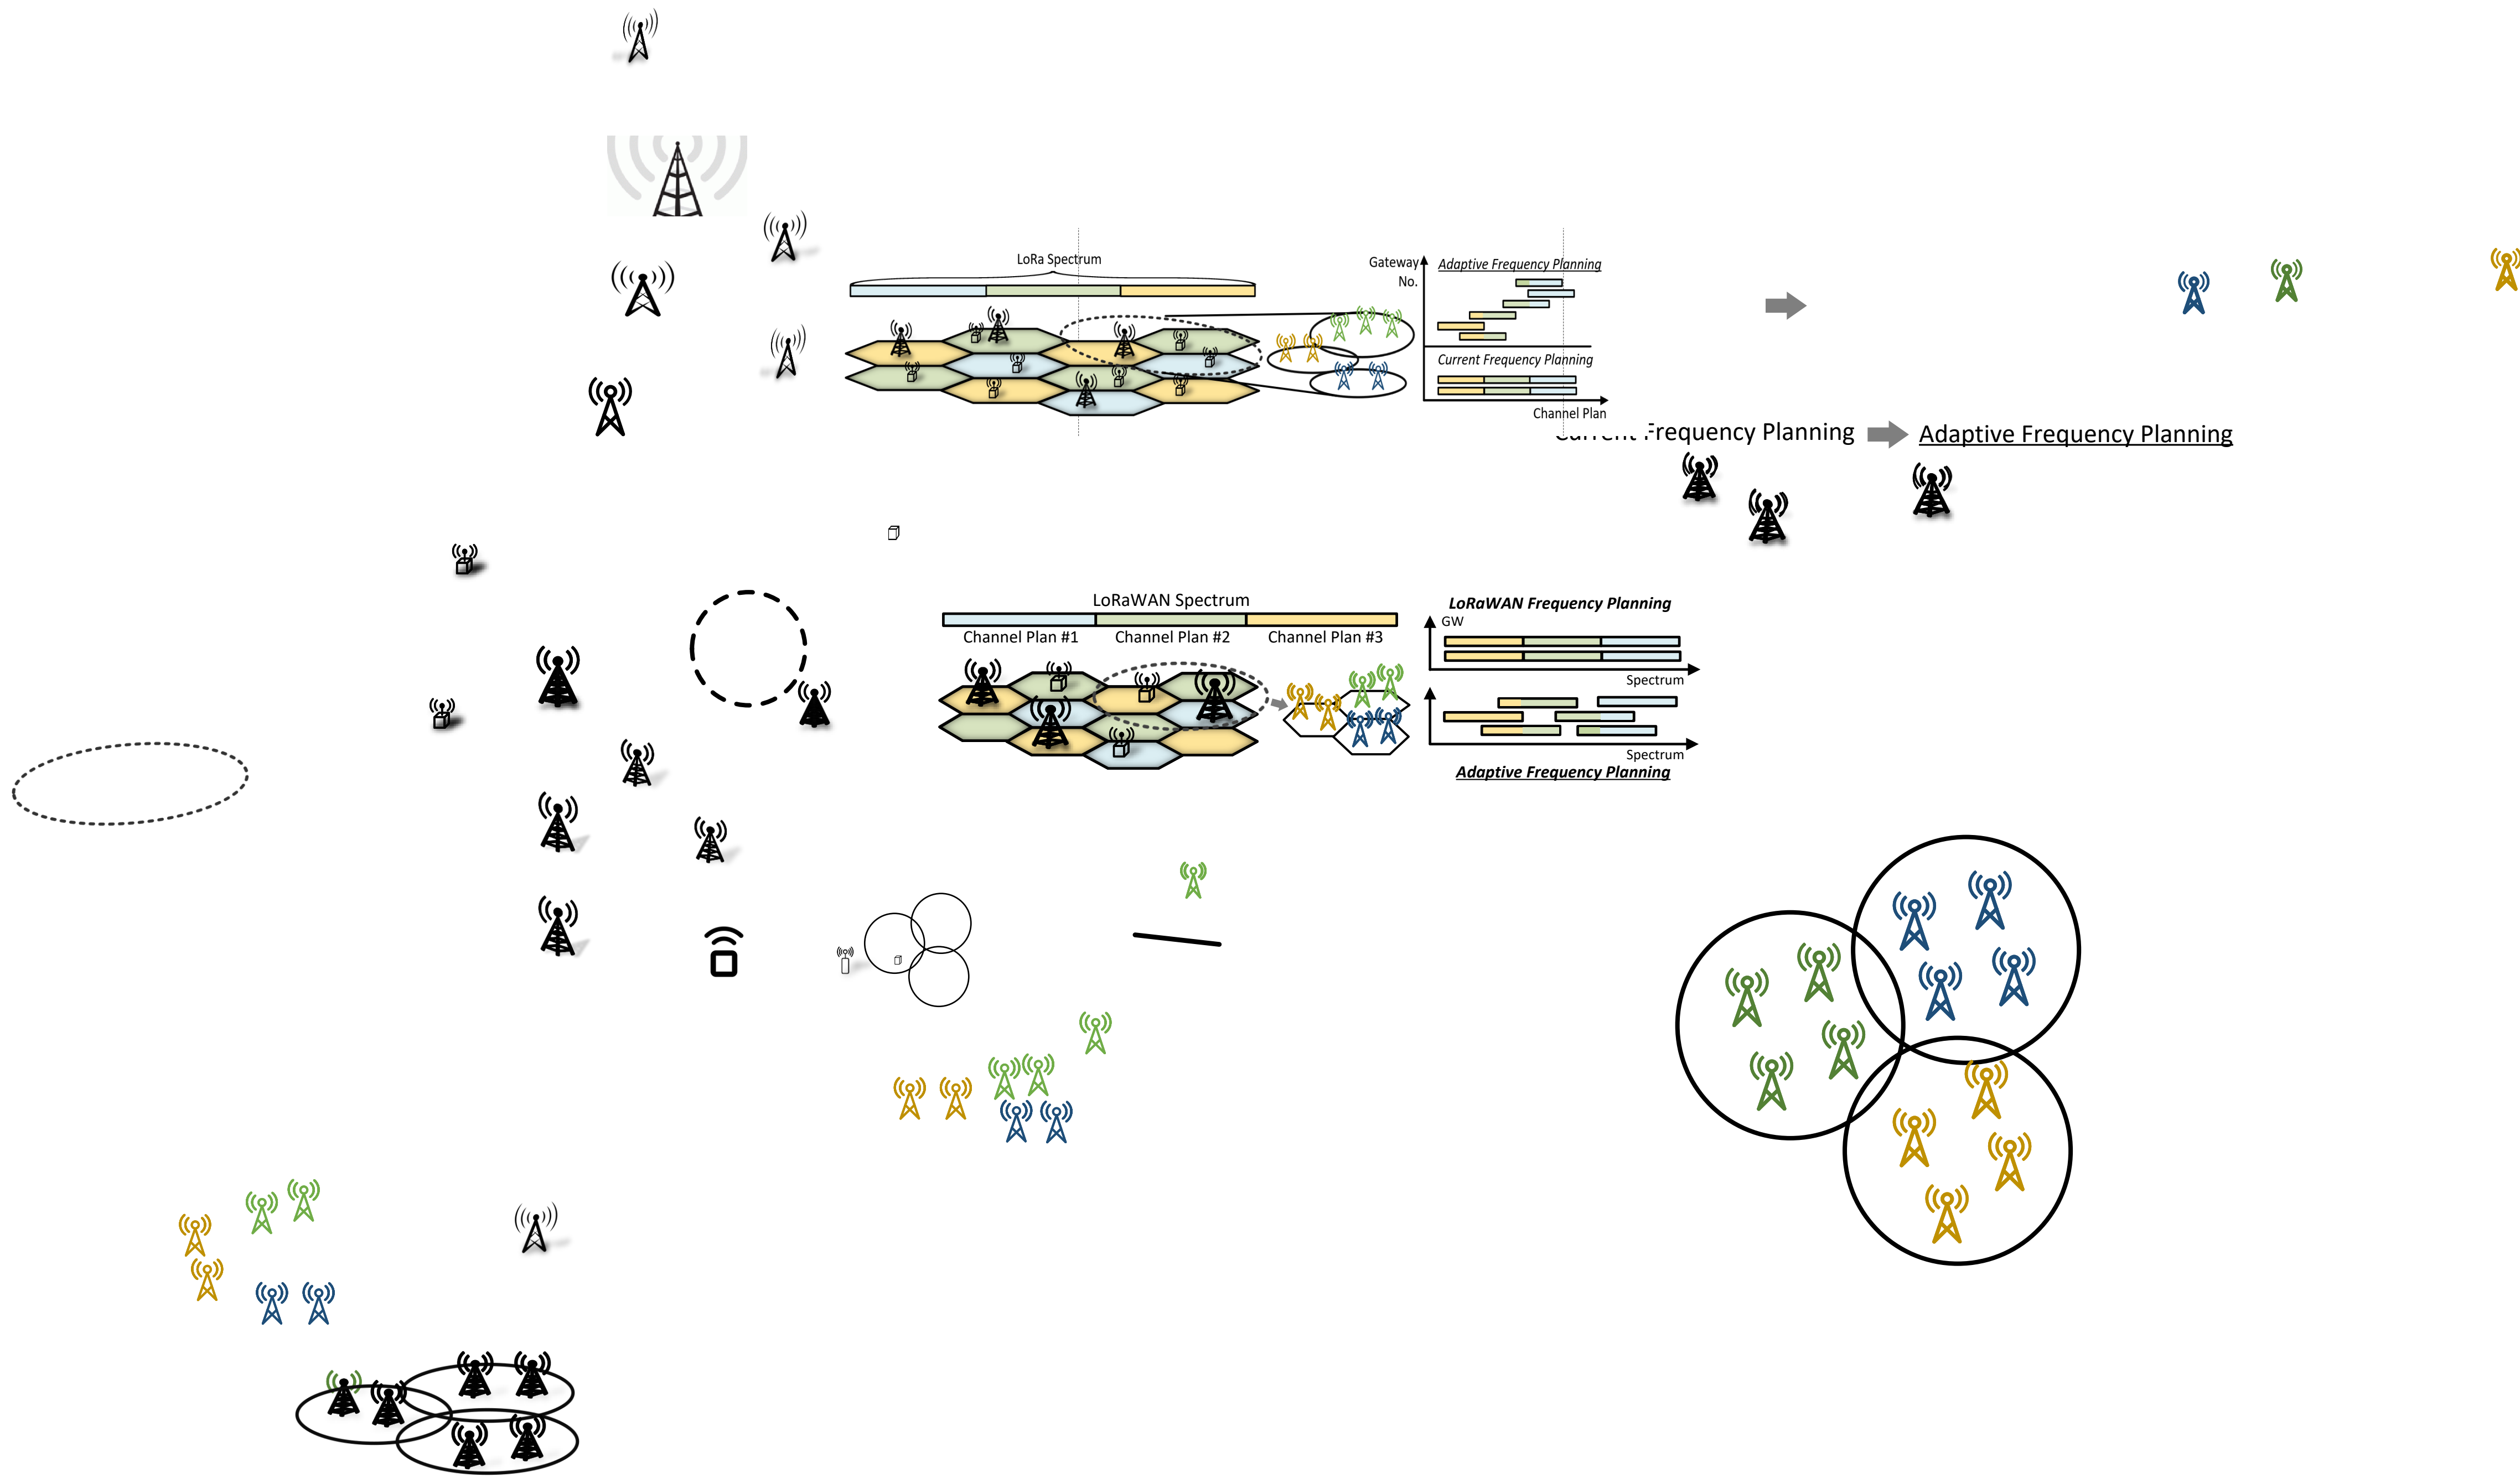 LoRa Spectrum
Gateway
No.
Adaptive Frequency Planning
Current Frequency Planning
Channel Plan
Frequency Planning
Adaptive Frequency Planning
LoRaWAN Spectrum
Channel Plan #1
Channel Plan #2
Channel Plan #3
LoRaWAN Frequency Planning
GW
Spectrum
Spectrum
Adaptive Frequency Planning